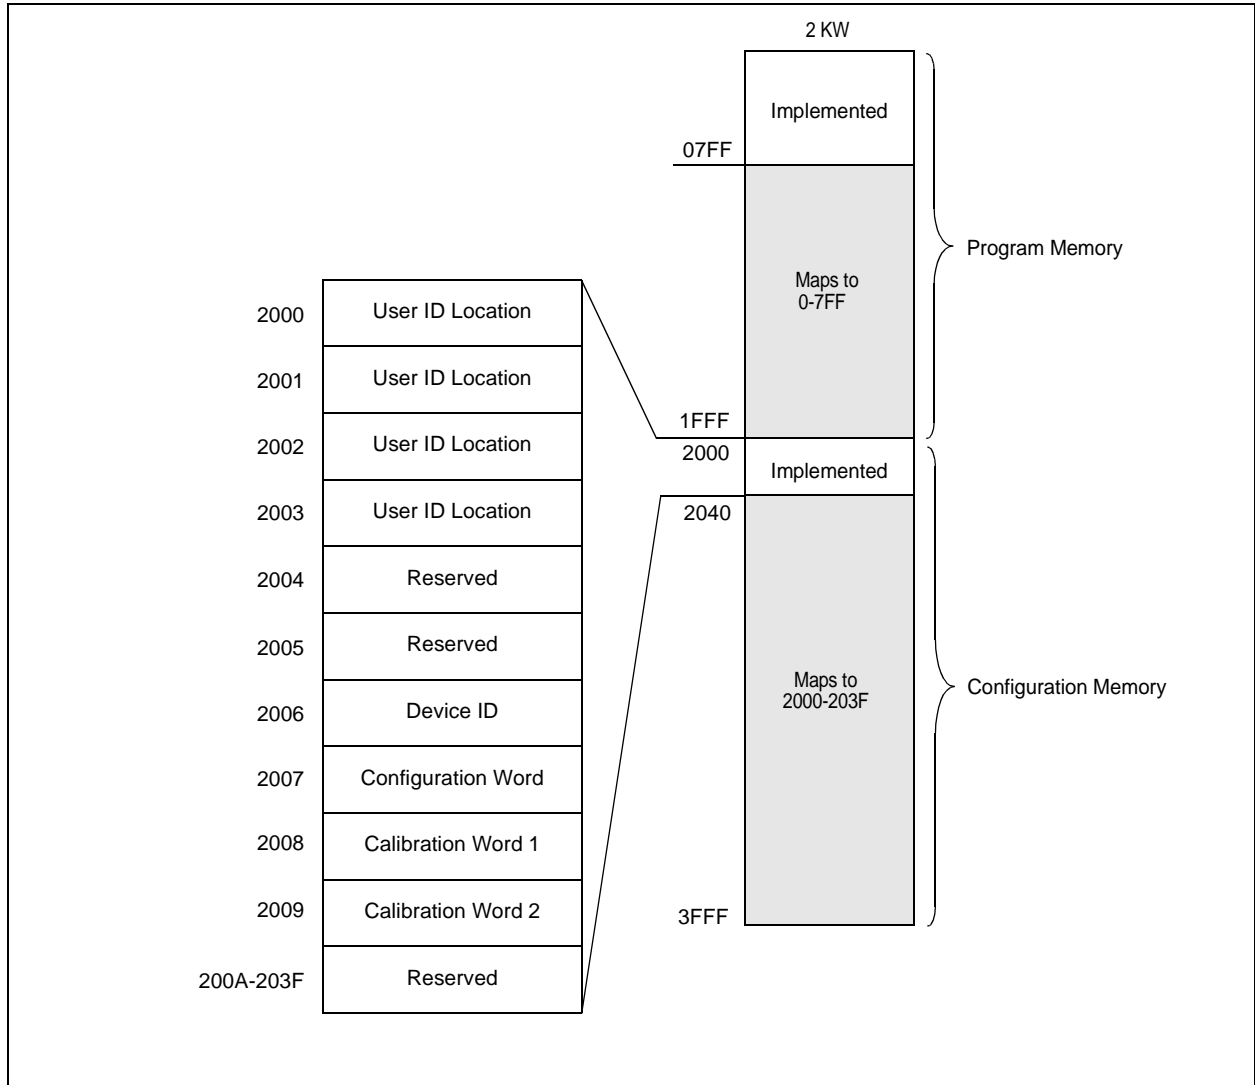 2 KW
Implemented
07FF
Maps to
0-7FF
Program Memory
1FFF
2000
Implemented
2040
Maps to
2000-203F
Configuration Memory
3FFF
2000 User ID Location
2001 User ID Location
2002 User ID Location
2003 User ID Location
2004 Reserved
2005 Reserved
2006 Device ID
2007 Configuration Word
2008 Calibration Word 1
2009 Calibration Word 2
200A-203F Reserved